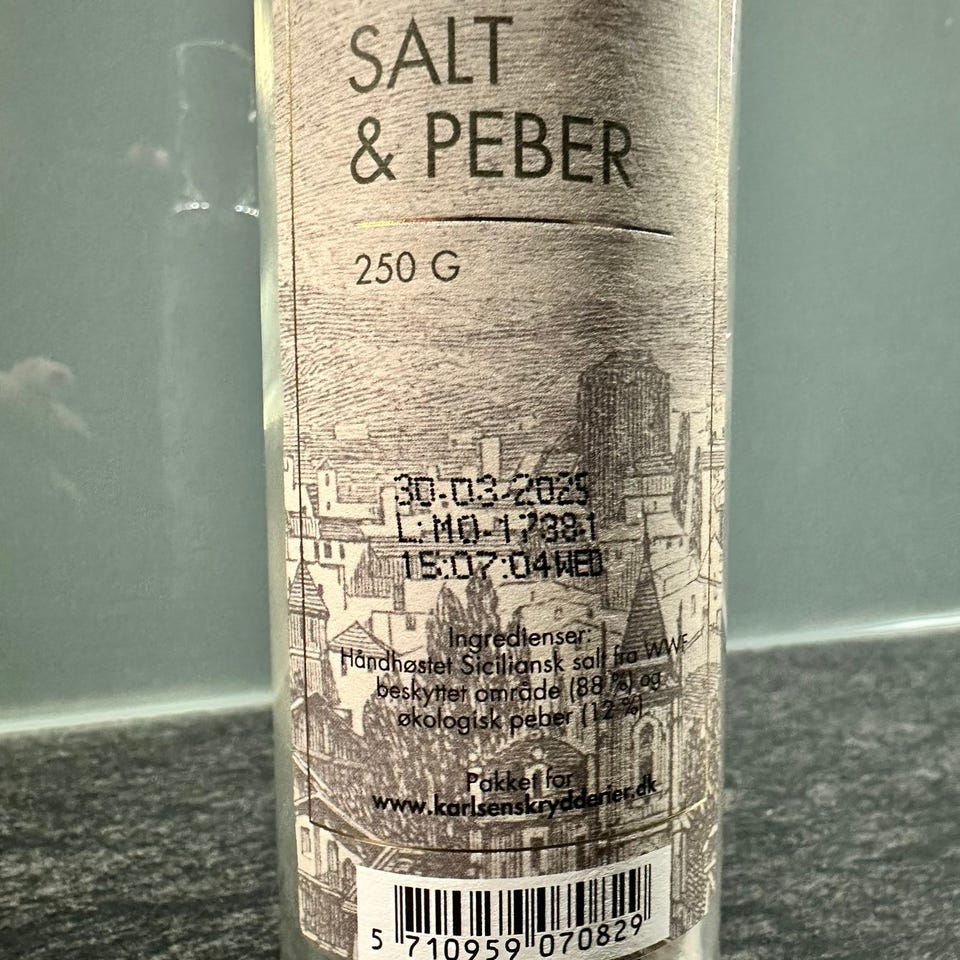 SALT
& PEBER
250 G
30.03.2025
L:MO-17381
15:07:04WED
Ingredienser:
Håndhøstet Siciliansk salt fra WWF
beskyttet område (88 %) og
økologisk peber (12 %)
Pakket for
www.karlsenskrydderier.dk
5 710959 070829